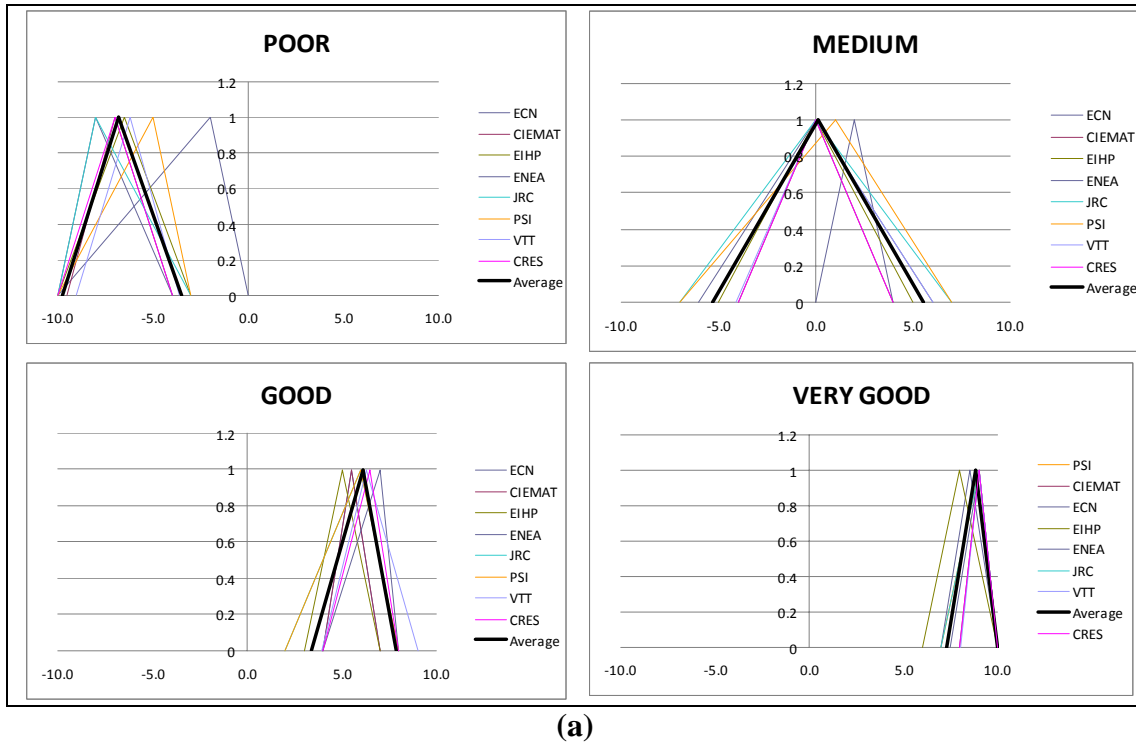 POOR
1.2
1
0.8
0.6
0.4
0.2
0
-10.0 -5.0 0.0 5.0 10.0
ECN
CIEMAT
EIHP
ENEA
JRC
PSI
VTT
CRES
Average
MEDIUM
1.2
1
0.8
0.6
0.4
0.2
0
-10.0 -5.0 0.0 5.0 10.0
ECN
CIEMAT
EIHP
ENEA
JRC
PSI
VTT
CRES
Average
GOOD
1.2
1
0.8
0.6
0.4
0.2
0
-10.0 -5.0 0.0 5.0 10.0
ECN
CIEMAT
EIHP
ENEA
JRC
PSI
VTT
CRES
Average
VERY GOOD
1.2
1
0.8
0.6
0.4
0.2
0
-10.0 -5.0 0.0 5.0 10.0
PSI
CIEMAT
ECN
EIHP
ENEA
JRC
VTT
Average
CRES
(a)